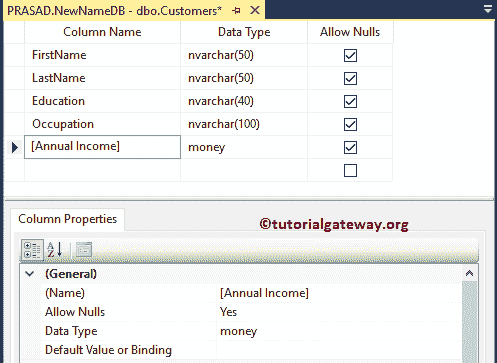 PRASAD.NewNameDB - dbo.Customers*
Column Name Data Type Allow Nulls
FirstName nvarchar(50)
LastName nvarchar(50)
Education nvarchar(40)
Occupation nvarchar(100)
[Annual Income] money
Column Properties
©tutorialgateway.org
(General)
(Name) [Annual Income]
Allow Nulls Yes
Data Type money
Default Value or Binding